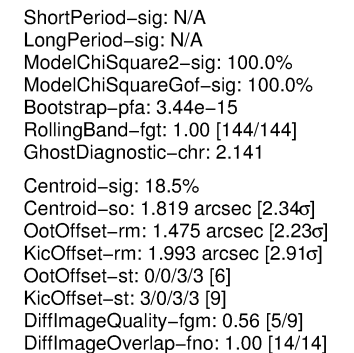 ShortPeriod−sig: N/A
LongPeriod−sig: N/A
ModelChiSquare2−sig: 100.0%
ModelChiSquareGof−sig: 100.0%
Bootstrap−pfa: 3.44e−15
RollingBand−fgt: 1.00 [144/144]
GhostDiagnostic−chr: 2.141
Centroid−sig: 18.5%
Centroid−so: 1.819 arcsec [2.34σ]
OotOffset−rm: 1.475 arcsec [2.23σ]
KicOffset−rm: 1.993 arcsec [2.91σ]
OotOffset−st: 0/0/3/3 [6]
KicOffset−st: 3/0/3/3 [9]
DiffImageQuality−fgm: 0.56 [5/9]
DiffImageOverlap−fno: 1.00 [14/14]